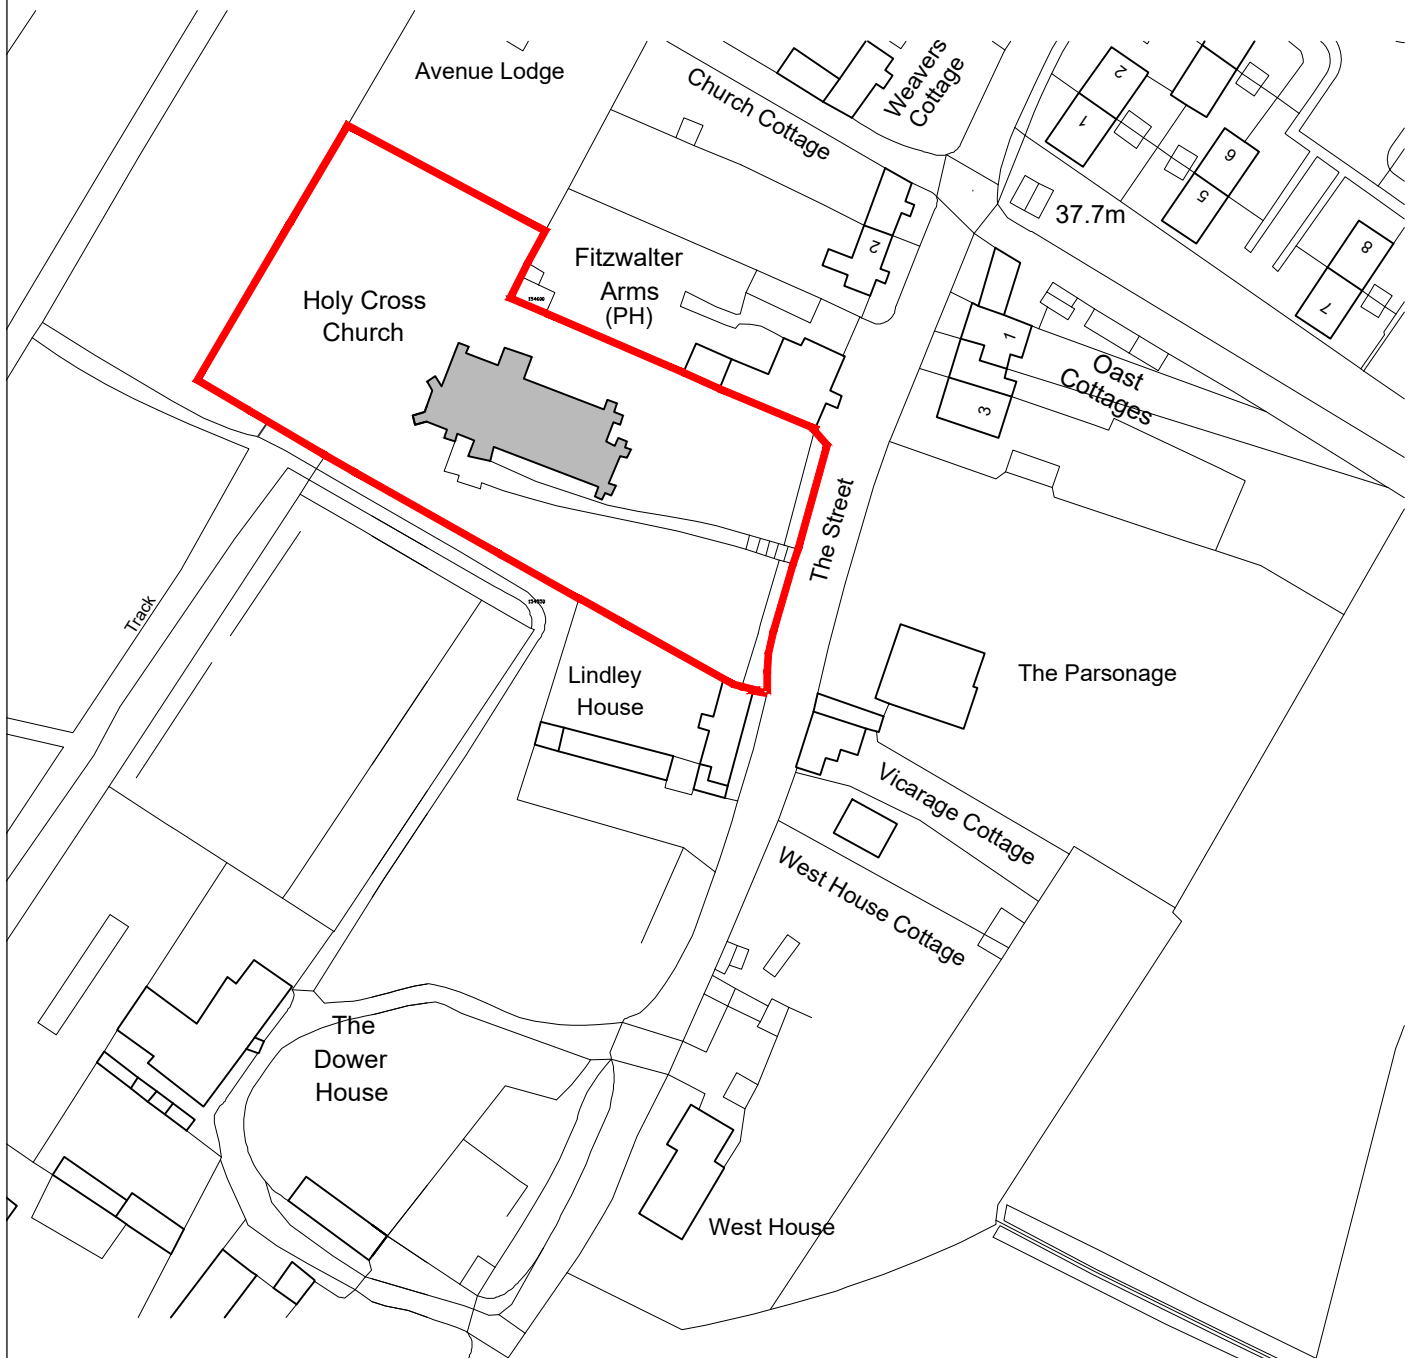 Avenue Lodge
Church Cottage
Weavers
Cottage
2
1
6
5
37.7m
8
7
2
Fitzwalter
Arms
(PH)
Holy Cross
Church
1
3
Oast
Cottages
The Street
Track
Lindley
House
The Parsonage
Vicarage Cottage
West House Cottage
The
Dower
House
West House